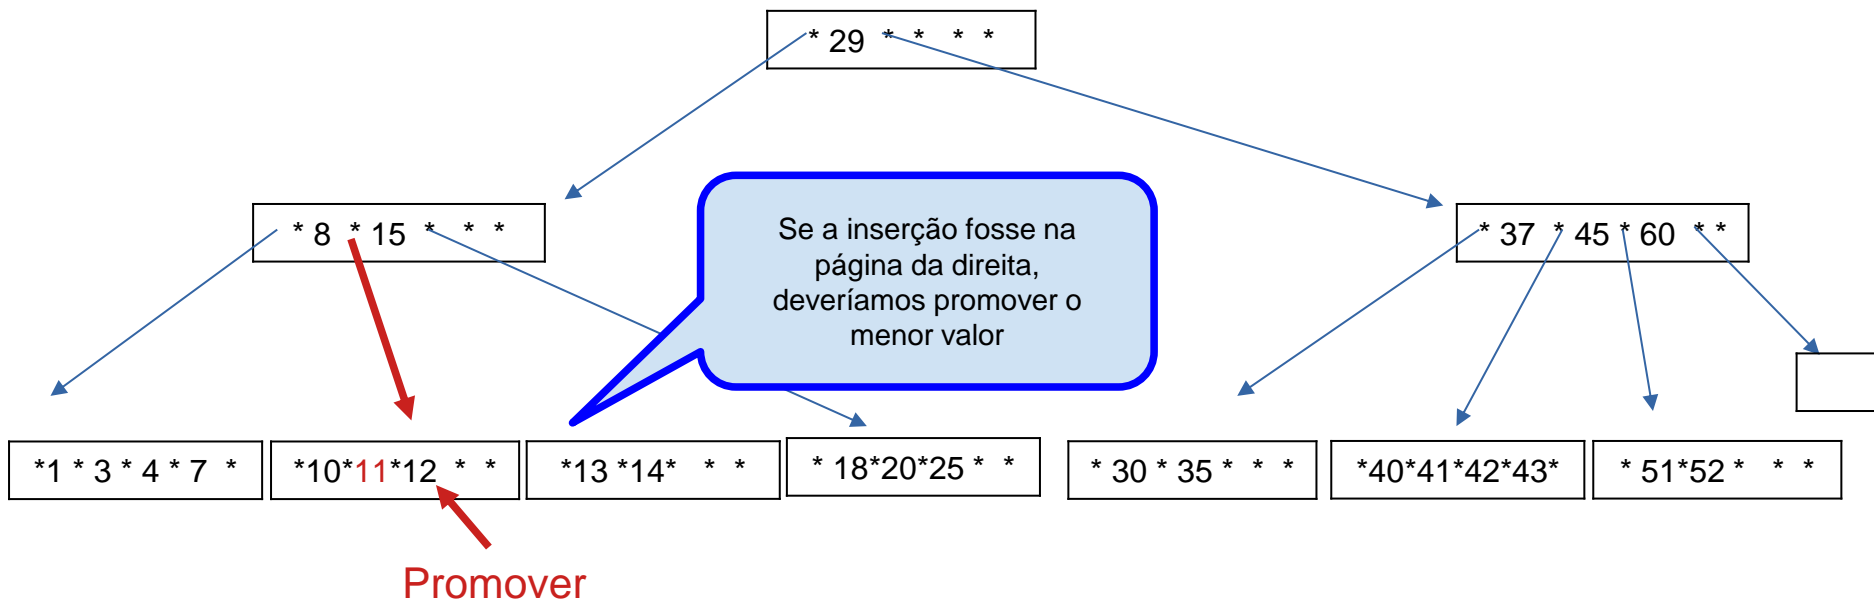 * 29 * * * *
* 8 * 15 * * *
Se a inserção fosse na
página da direita,
deveríamos promover o
menor valor
* 37 * 45 * 60 * *
*1 * 3 * 4 * 7 *
*10*11*12 * *
*13 *14* * *
* 18*20*25 * *
* 30 * 35 * * *
*40*41*42*43*
* 51*52 * * *
Promover